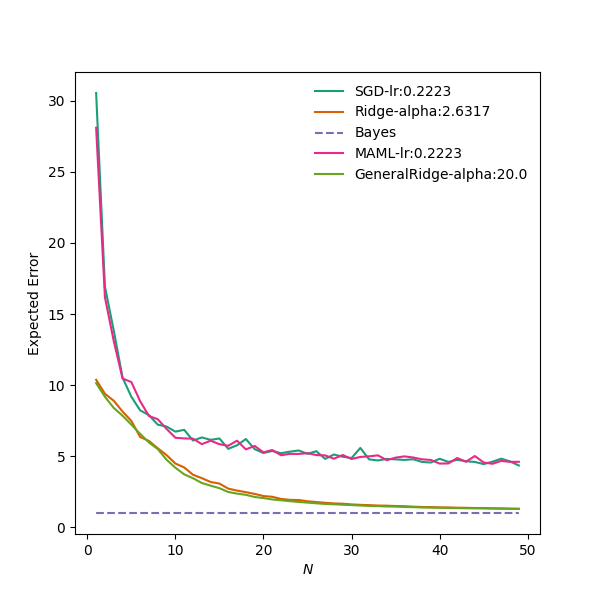 SGD-lr:0.2223
Ridge-alpha:2.6317
Bayes
MAML-lr:0.2223
GeneralRidge-alpha:20.0
Expected Error
30
25
20
15
10
5
0
0 10 20 30 40 50
N